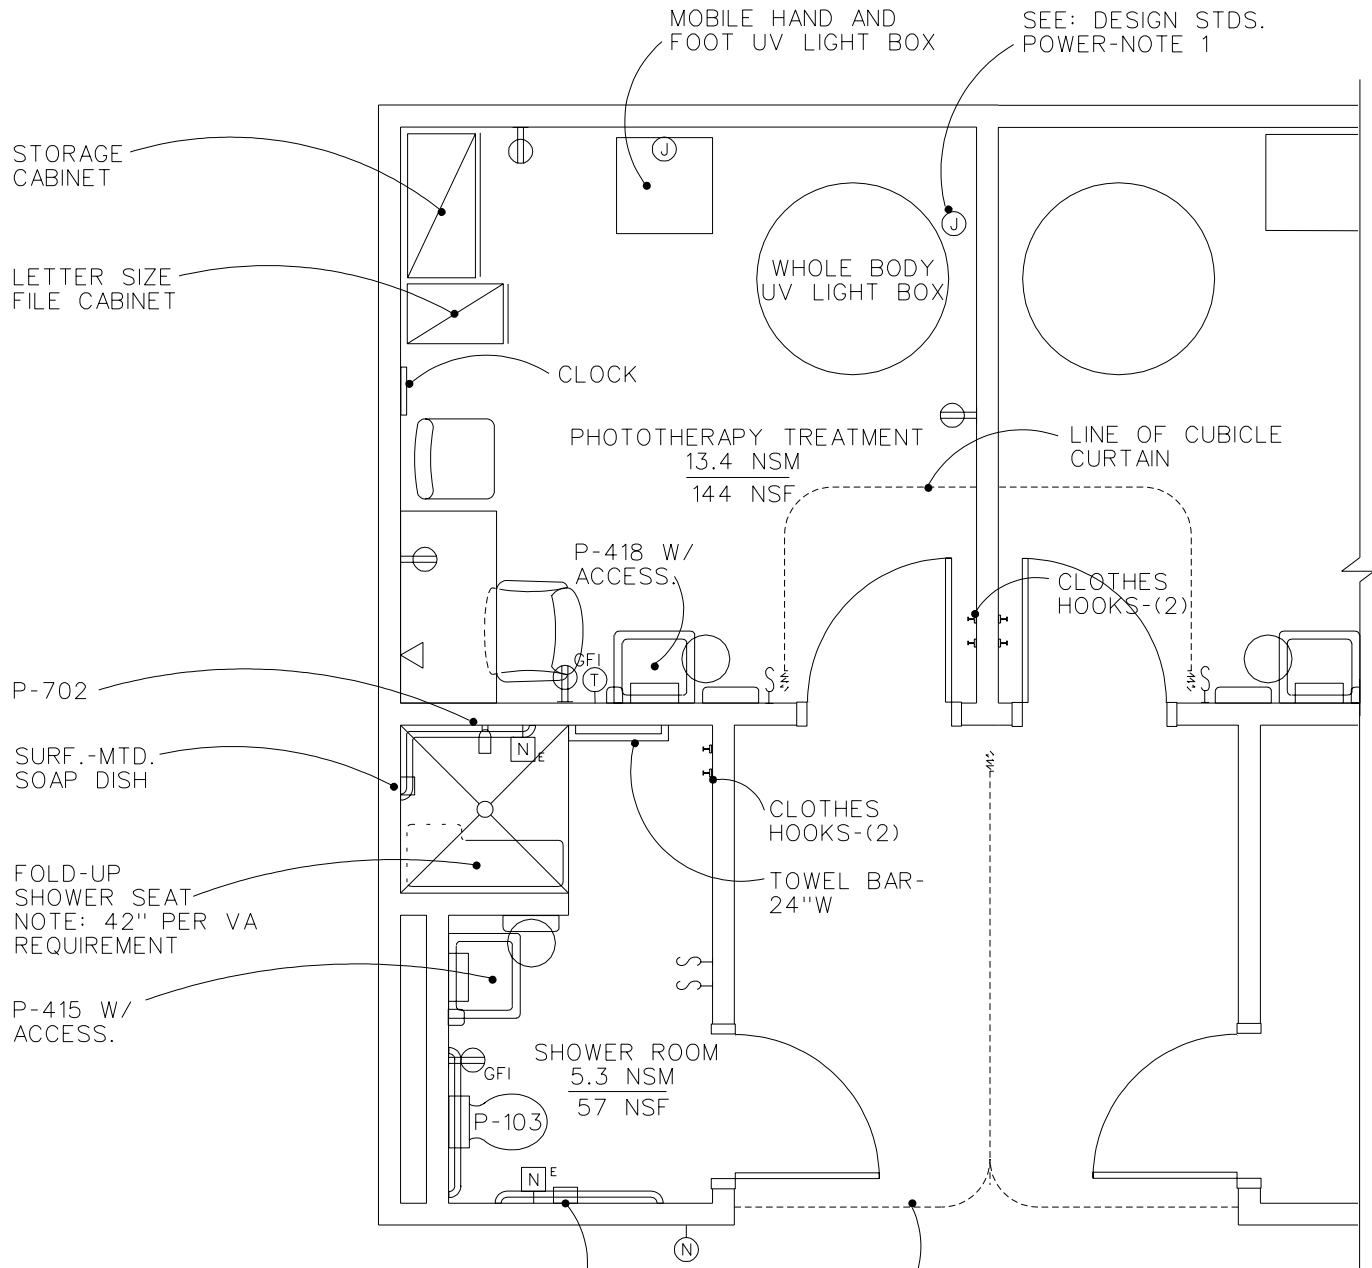 MOBILE HAND AND
FOOT UV LIGHT BOX
SEE: DESIGN STDS.
POWER-NOTE 1
STORAGE
CABINET
J
J
LETTER SIZE
FILE CABINET
WHOLE BODY
UV LIGHT BOX
CLOCK
PHOTOTHERAPY TREATMENT
13.4 NSM
144 NSF
LINE OF CUBICLE
CURTAIN
P-418 W/
ACCESS.
CLOTHES
HOOKS-(2)
GFI
T
P-702
SURF.-MTD.
SOAP DISH
N
E
CLOTHES
HOOKS-(2)
FOLD-UP
SHOWER SEAT
NOTE: 42" PER VA
REQUIREMENT
TOWEL BAR-
24"W
P-415 W/
ACCESS.
SHOWER ROOM
5.3 NSM
57 NSF
GFI
P-103
N
E
N